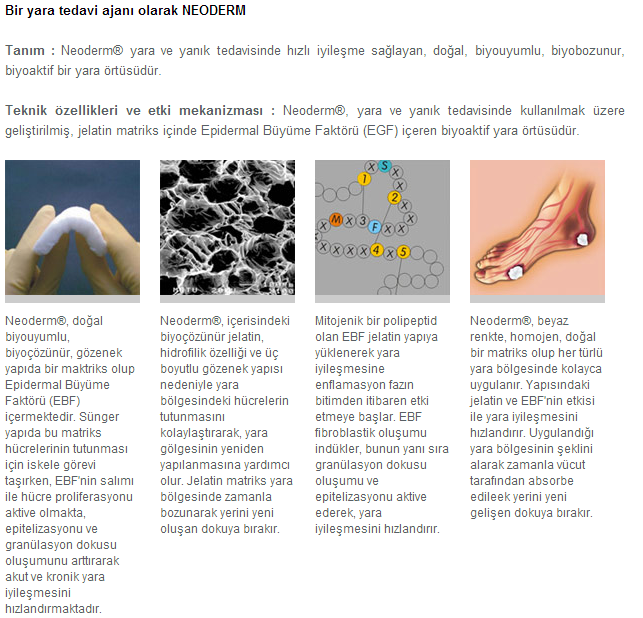 Bir yara tedavi ajanı olarak NEODERM
Tanım : Neoderm® yara ve yanık tedavisinde hızlı iyileşme sağlayan, doğal, biyouyumlu, biyobozunur,
biyoaktif bir yara örtüsüdür.
Teknik özellikleri ve etki mekanizması : Neoderm®, yara ve yanık tedavisinde kullanılmak üzere
geliştirilmiş, jelatin matriks içinde Epidermal Büyüme Faktörü (EGF) içeren biyoaktif yara örtüsüdür.
X S X
1 X
2 X
M X 3 F X X X
X X X X X 4 X 5
Neoderm®, doğal
biyouyumlu,
biyoçözünür, gözenek
yapıda bir maktriks olup
Epidermal Büyüme
Faktörü (EBF)
içermektedir. Sünger
yapıda bu matriks
hücrelerinin tutunması
için iskele görevi
taşırken, EBF'nin salımı
ile hücre proliferasyonu
aktive olmakta,
epitelizasyonu ve
granülasyon dokusu
oluşumunu arttırarak
akut ve kronik yara
iyileşmesini
hızlandırmaktadır.
Neoderm®, içerisindeki
biyoçözünür jelatin,
hidrofilik özelliği ve üç
boyutlu gözenek yapısı
nedeniyle yara
bölgesindeki hücrelerin
tutunmasını
kolaylaştırarak, yara
gölgesinin yeniden
yapılanmasına yardımcı
olur. Jelatin matriks yara
bölgesinde zamanla
bozunarak yerini yeni
oluşan dokuya bırakır.
Mitojenik bir polipeptid
olan EBF jelatin yapıya
yüklenerek yara
iyileşmesine
enflamasyon fazın
bitimden itibaren etki
etmeye başlar. EBF
fibroblastik oluşumu
indükler, bunun yanı sıra
granülasyon dokusu
oluşumu ve
epitelizasyonu aktive
ederek, yara
iyileşmesini hızlandırır.
Neoderm®, beyaz
renkte, homojen, doğal
bir matriks olup her türlü
yara bölgesinde kolayca
uygulanır. Yapısındaki
jelatin ve EBF'nin etkisi
ile yara iyileşmesini
hızlandırır. Uygulandığı
yara bölgesinin şeklini
alarak zamanla vücut
tarafından absorbe
edileek yerini yeni
gelişen dokuya bırakır.